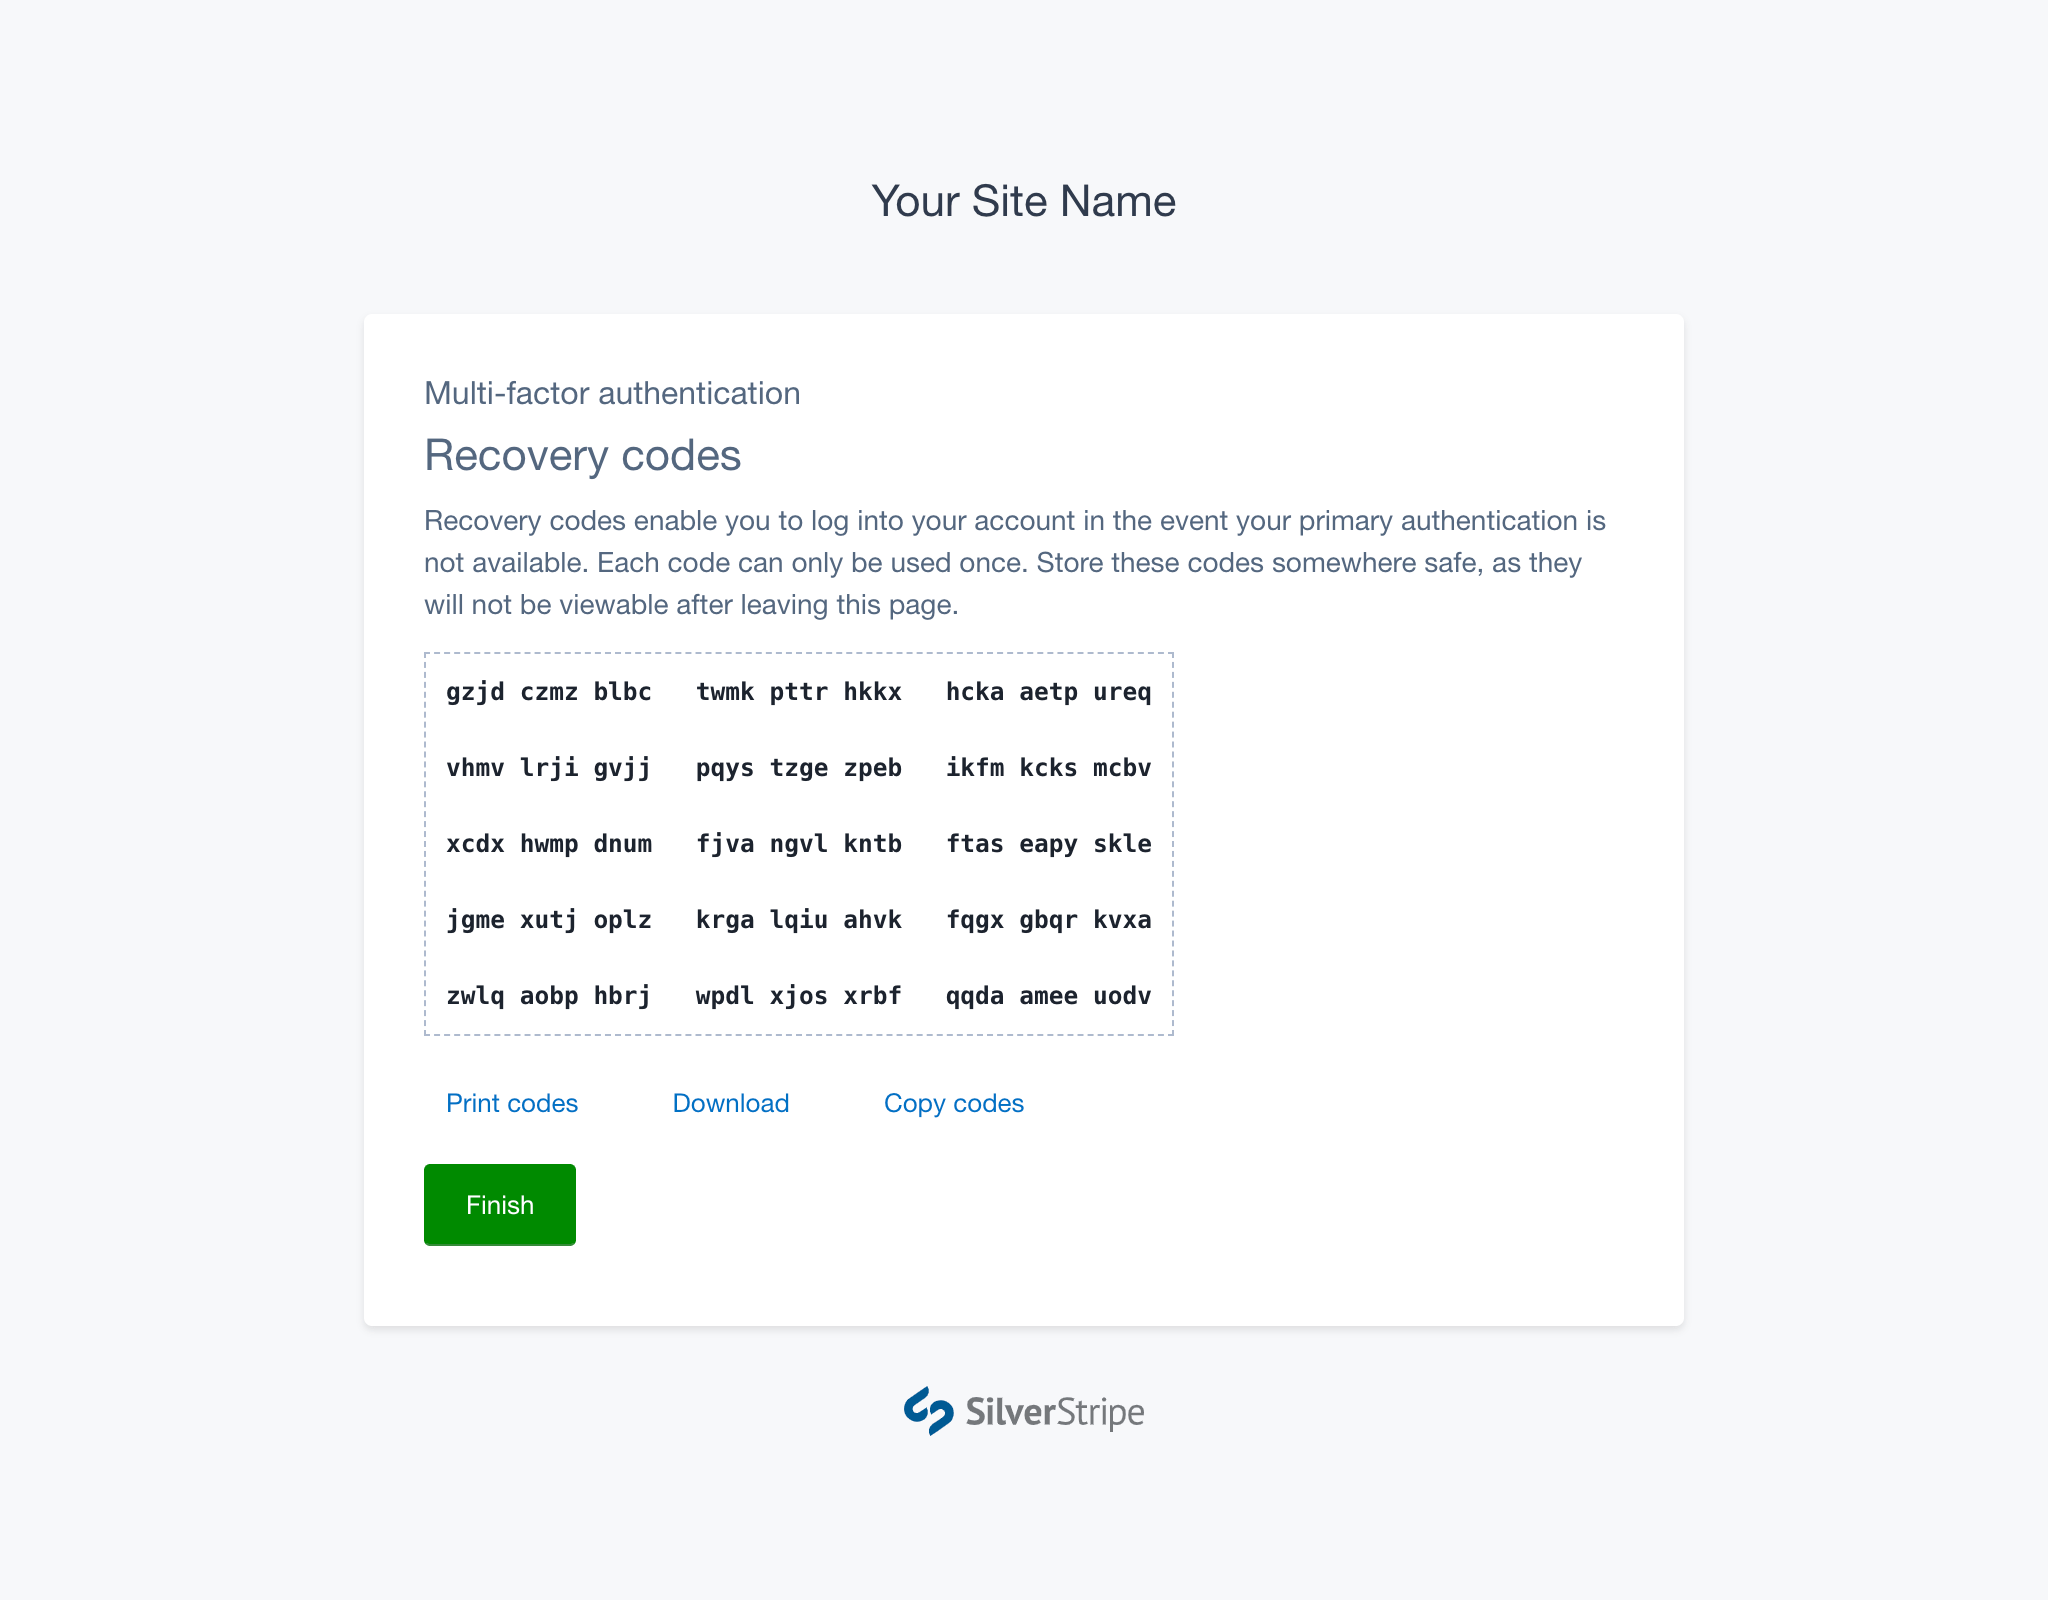 Your Site Name
Multi-factor authentication
Recovery codes
Recovery codes enable you to log into your account in the event your primary authentication is
not available. Each code can only be used once. Store these codes somewhere safe, as they
will not be viewable after leaving this page.
gzjd czmz blbc twmk pttr hkkx hcka aetp ureq
vhmv lrji gvjj pqys tzge zpeb ikfm kcks mcbv
xcdx hwmp dnum fjva ngvl kntb ftas eapy skle
jgme xutj oplz krga lqiu ahvk fqgx gbqr kvxa
zwlq aobp hbrj wpdl xjos xrbf qqda amee uodv
Print codes Download Copy codes
Finish
SilverStripe